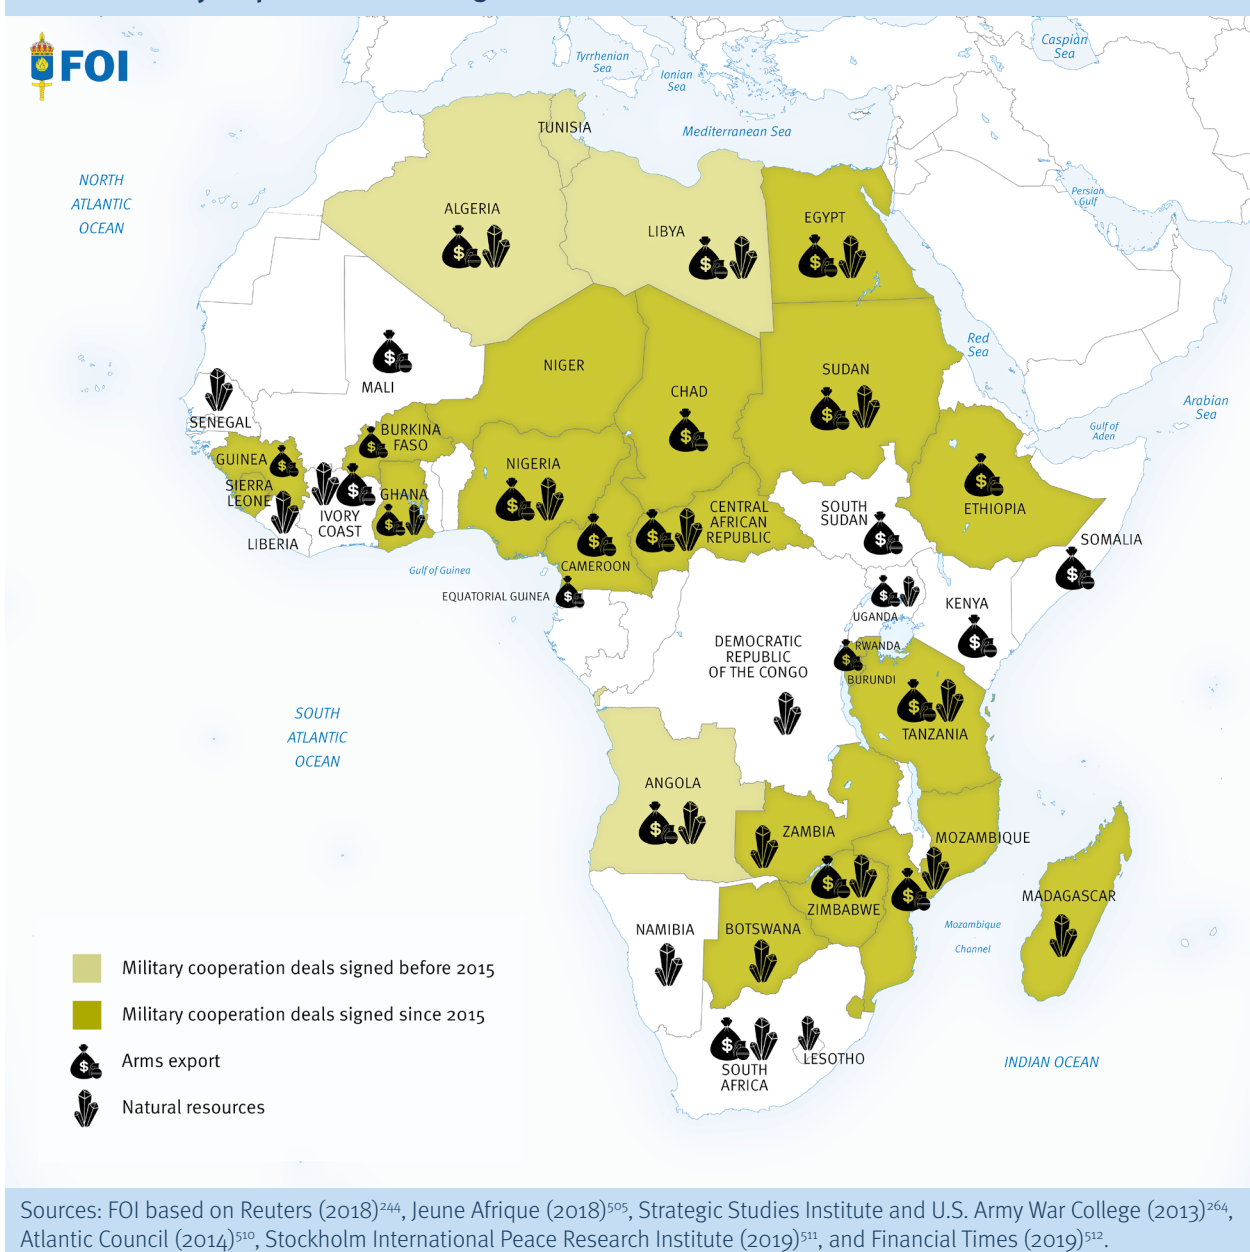 FOI
Caspian
Sea
Tyrrhenian
Sea
Ionian
Sea
Mediterranean Sea
TUNISIA
NORTH
ATLANTIC
OCEAN
Persian
Gulf
ALGERIA
LIBYA
EGYPT
$
$
$
Red
Sea
NIGER
SUDAN
$
MALI
CHAD
Arabian
Sea
SENEGAL
$
$
Gulf of
Aden
BURKINA
FASO
$
GUINEA
$
NIGERIA
$
SIERRA
LEONE
GHANA
$
$
$
IVORY
COAST
LIBERIA
CENTRAL
AFRICAN
REPUBLIC
$
$
CAMEROON
SOUTH
SUDAN
$
ETHIOPIA
SOMALIA
$
Gulf of Guinea
EQUATORIAL GUINEA
$
$
UGANDA
KENYA
$
DEMOCRATIC
REPUBLIC
OF THE CONGO
RWANDA
$
BURUNDI
$
TANZANIA
SOUTH
ATLANTIC
OCEAN
ANGOLA
$
ZAMBIA
MOZAMBIQUE
$
$
ZIMBABWE
MADAGASCAR
NAMIBIA
BOTSWANA
Mozambique
Channel
$
SOUTH
AFRICA
LESOTHO
INDIAN OCEAN
Military cooperation deals signed before 2015
Military cooperation deals signed since 2015
$
Arms export
Natural resources
Sources: FOI based on Reuters (2018)244, Jeune Afrique (2018)505, Strategic Studies Institute and U.S. Army War College (2013)264,
Atlantic Council (2014)510, Stockholm International Peace Research Institute (2019)511, and Financial Times (2019)512.